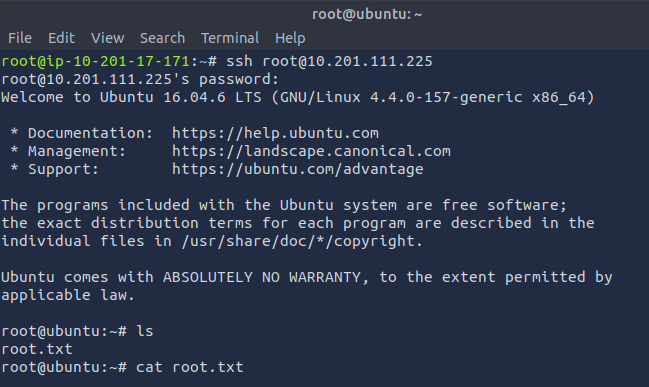 root@ubuntu: ~
File Edit View Search Terminal Help
root@ip-10-201-17-171:~# ssh root@10.201.111.225
root@10.201.111.225's password:
Welcome to Ubuntu 16.04.6 LTS (GNU/Linux 4.4.0-157-generic x86_64)

 * Documentation:  https://help.ubuntu.com
 * Management:     https://landscape.canonical.com
 * Support:        https://ubuntu.com/advantage

The programs included with the Ubuntu system are free software;
the exact distribution terms for each program are described in the
individual files in /usr/share/doc/*/copyright.

Ubuntu comes with ABSOLUTELY NO WARRANTY, to the extent permitted by
applicable law.

root@ubuntu:~# ls
root.txt
root@ubuntu:~# cat root.txt